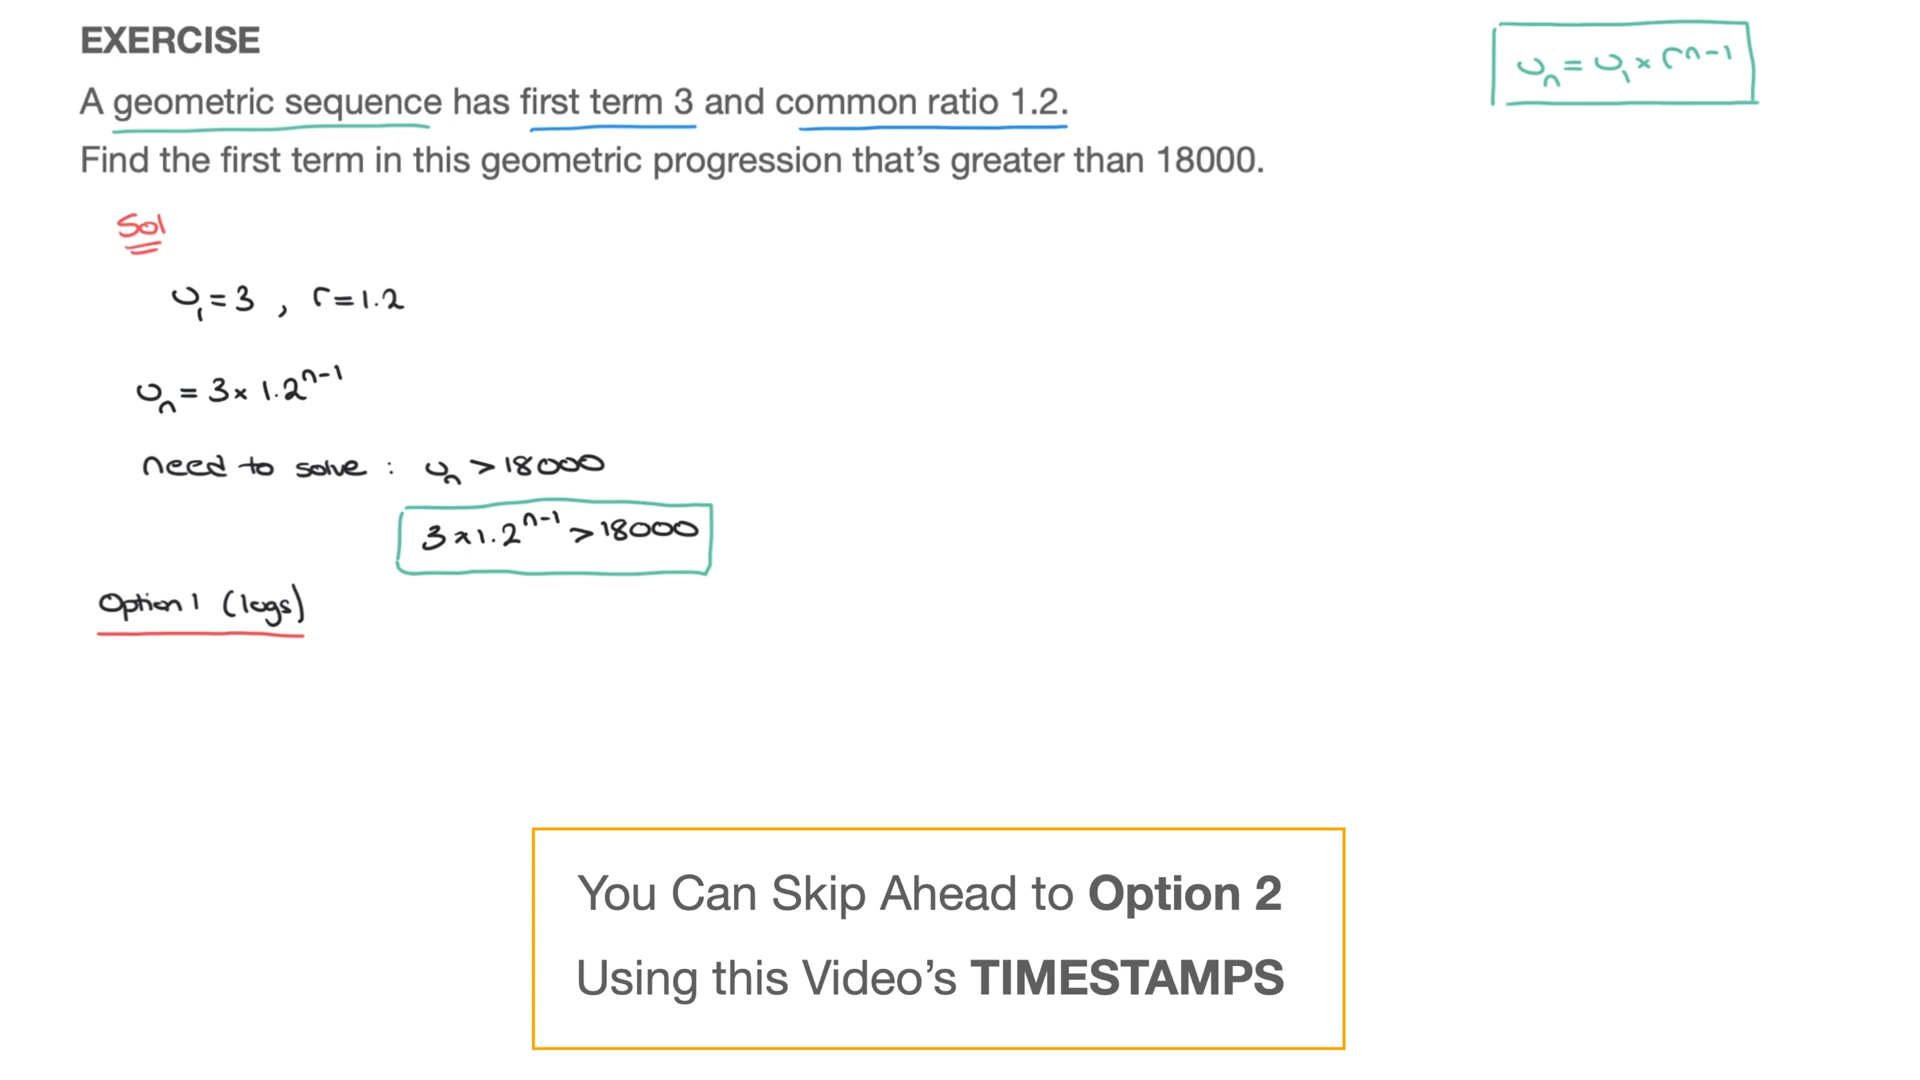 EXERCISE
uₙ = u₁ × rⁿ⁻¹
A geometric sequence has first term 3 and common ratio 1.2.
Find the first term in this geometric progression that's greater than 18000.
Sol
u₁ = 3 , r = 1.2
uₙ = 3 × 1.2ⁿ⁻¹
need to solve : uₙ > 18000
3 × 1.2ⁿ⁻¹ > 18000
Option 1 (logs)
You Can Skip Ahead to Option 2
Using this Video's TIMESTAMPS